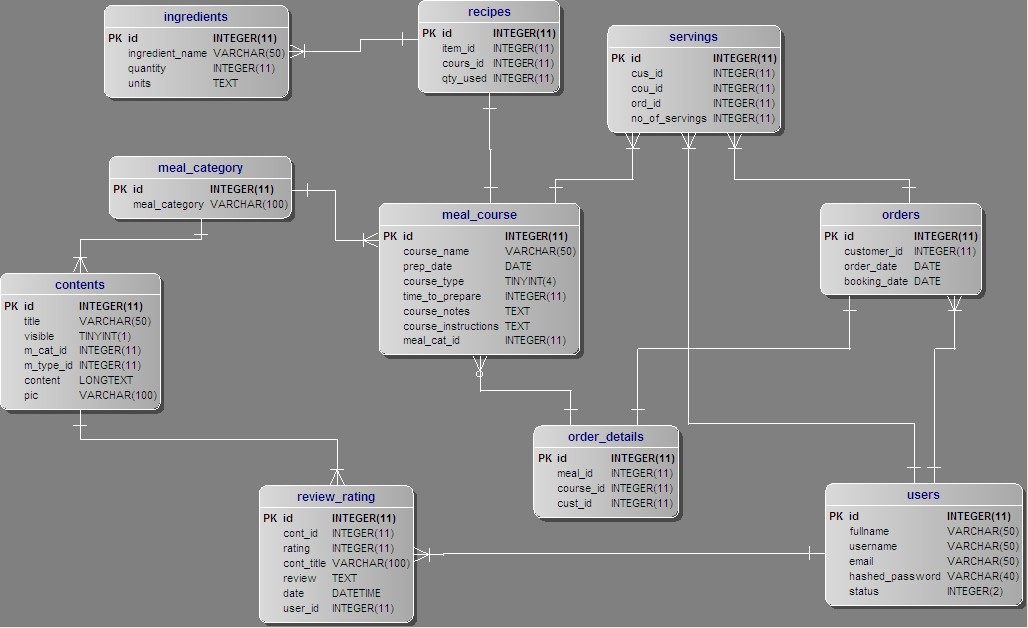 ingredients
PK id INTEGER(11)
ingredient_name VARCHAR(50)
quantity INTEGER(11)
units TEXT
recipes
PK id INTEGER(11)
item_id INTEGER(11)
cours_id INTEGER(11)
qty_used INTEGER(11)
servings
PK id INTEGER(11)
cus_id INTEGER(11)
cou_id INTEGER(11)
ord_id INTEGER(11)
no_of_servings INTEGER(11)
meal_category
PK id INTEGER(11)
meal_category VARCHAR(100)
meal_course
PK id INTEGER(11)
course_name VARCHAR(50)
prep_date DATE
course_type TINYINT(4)
time_to_prepare INTEGER(11)
course_notes TEXT
course_instructions TEXT
meal_cat_id INTEGER(11)
orders
PK id INTEGER(11)
customer_id INTEGER(11)
order_date DATE
booking_date DATE
contents
PK id INTEGER(11)
title VARCHAR(50)
visible TINYINT(1)
m_cat_id INTEGER(11)
m_type_id INTEGER(11)
content LONGTEXT
pic VARCHAR(100)
order_details
PK id INTEGER(11)
meal_id INTEGER(11)
course_id INTEGER(11)
cust_id INTEGER(11)
review_rating
PK id INTEGER(11)
cont_id INTEGER(11)
rating INTEGER(11)
cont_title VARCHAR(100)
review TEXT
date DATETIME
user_id INTEGER(11)
users
PK id INTEGER(11)
fullname VARCHAR(50)
username VARCHAR(50)
email VARCHAR(50)
hashed_password VARCHAR(40)
status INTEGER(2)